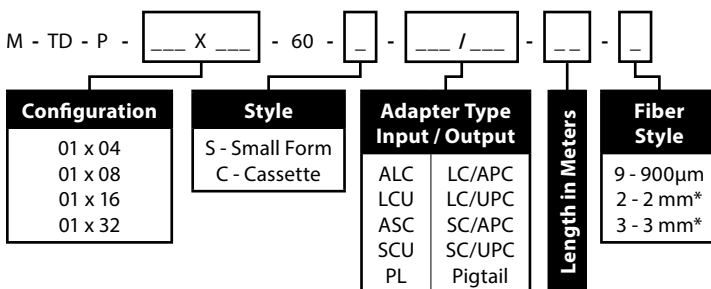 M - TD - P - ___ X ___ - 60 - _ - ___ / ___ - _ _ - _
Configuration
01 x 04
01 x 08
01 x 16
01 x 32
Style
S - Small Form
C - Cassette
Adapter Type
Input / Output
ALC LC/APC
LCU LC/UPC
ASC SC/APC
SCU SC/UPC
PL Pigtail
Length in Meters
Fiber
Style
9 - 900µm
2 - 2 mm*
3 - 3 mm*